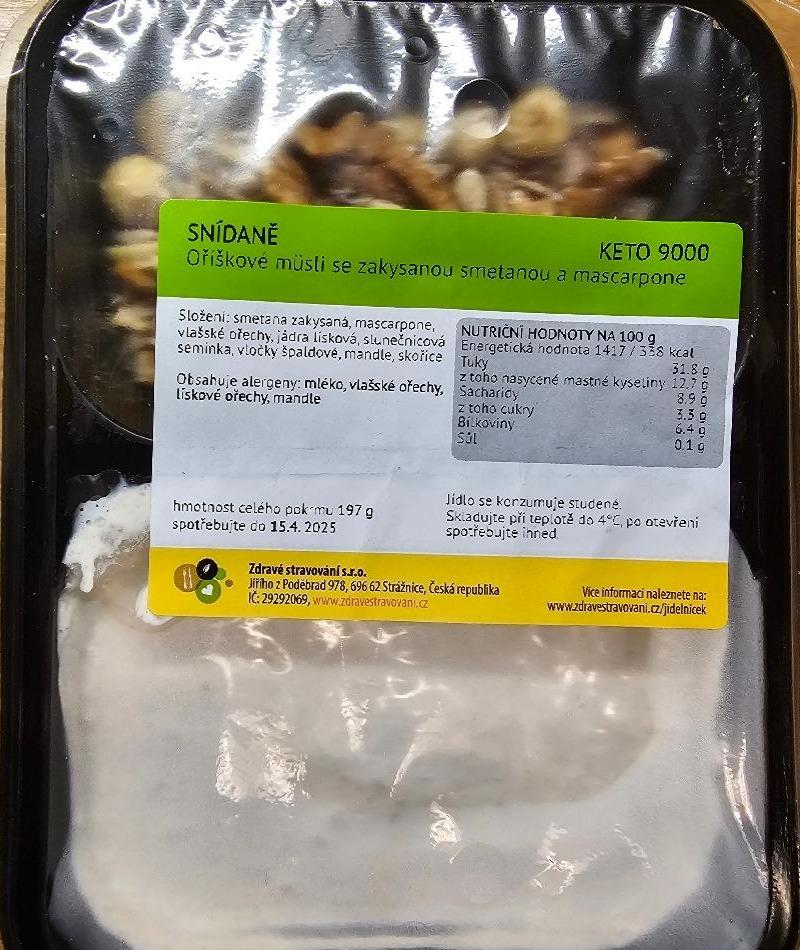 SNÍDANĚ
KETO 9000
Oříškové müsli se zakysanou smetanou a mascarpone
Složení: smetana zakysaná, mascarpone,
vlašské ořechy, jádra lísková, slunečnicová
semínka, vločky špaldové, mandle, skořice
Obsahuje alergeny: mléko, vlašské ořechy,
lískové ořechy, mandle
NUTRIČNÍ HODNOTY NA 100 g
Energetická hodnota 1417 / 338 kcal
Tuky 31.8 g
z toho nasycené mastné kyseliny 12.7 g
Sacharidy 8.9 g
z toho cukry 3.3 g
Bílkoviny 6.4 g
Sůl 0.1 g
hmotnost celého pokrmu 197 g
spotřebujte do 15.4. 2025
Jídlo se konzumuje studené.
Skladujte při teplotě do 4°C, po otevření
spotřebujte ihned.
Zdravé stravování s.r.o.
Jiřího z Poděbrad 978, 696 62 Strážnice, Česká republika
IČ: 29292069, www.zdravestravovani.cz
Více informací naleznete na:
www.zdravestravovani.cz/jidelnicek